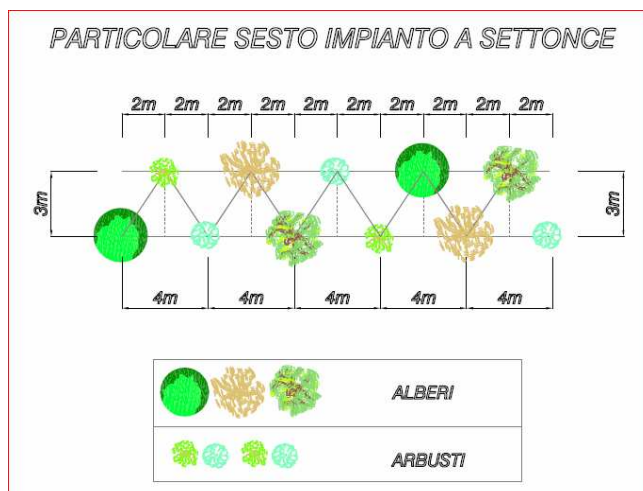 PARTICOLARE SESTO IMPIANTO A SETTONCE
2m 2m 2m 2m 2m 2m 2m 2m 2m 2m
3m 3m
4m 4m 4m 4m 4m
ALBERI
ARBUSTI